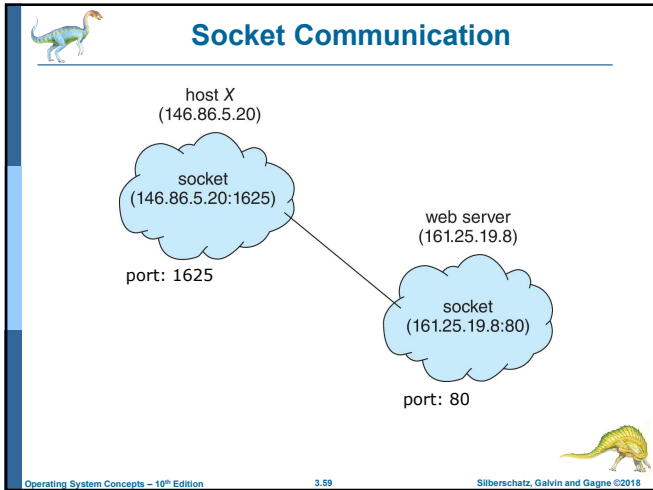 Socket Communication
host X
(146.86.5.20)
socket
(146.86.5.20:1625)
port: 1625
web server
(161.25.19.8)
socket
(161.25.19.8:80)
port: 80
Operating System Concepts – 10th Edition
3.59
Silberschatz, Galvin and Gagne ©2018